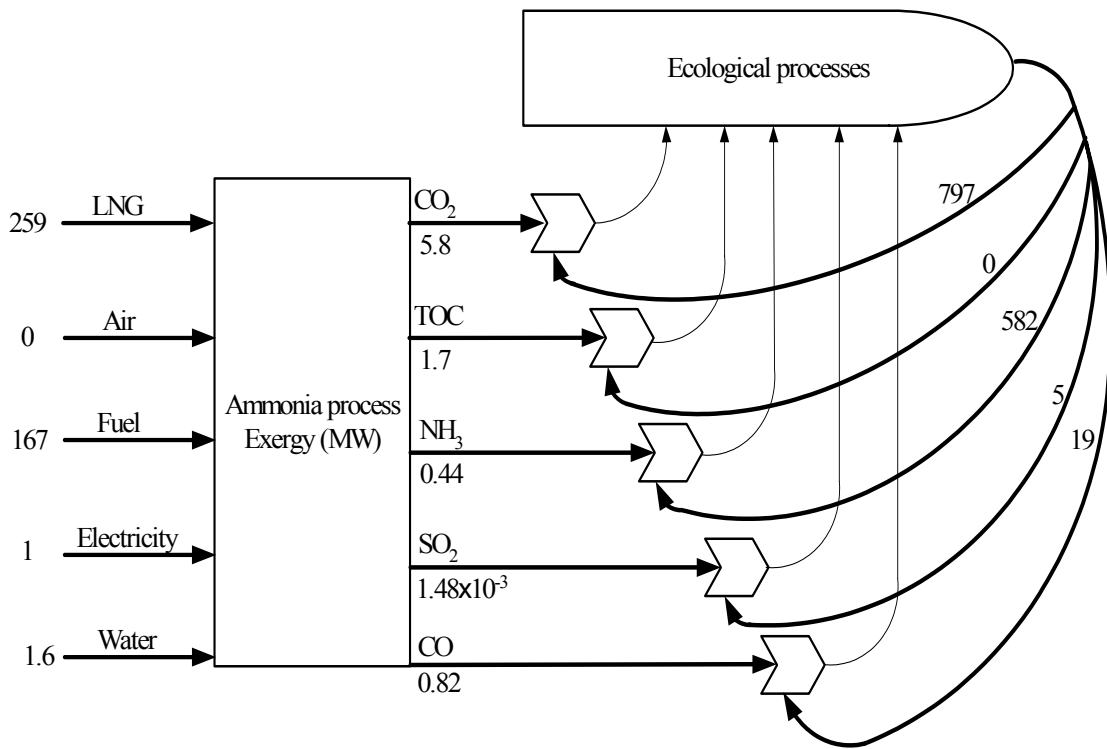 Ecological processes
797
0
582
5
19
259
LNG
0
Air
167
Fuel
1
Electricity
1.6
Water
Ammonia process
Exergy (MW)
CO₂
5.8
TOC
1.7
NH₃
0.44
SO₂
1.48x10⁻³
CO
0.82